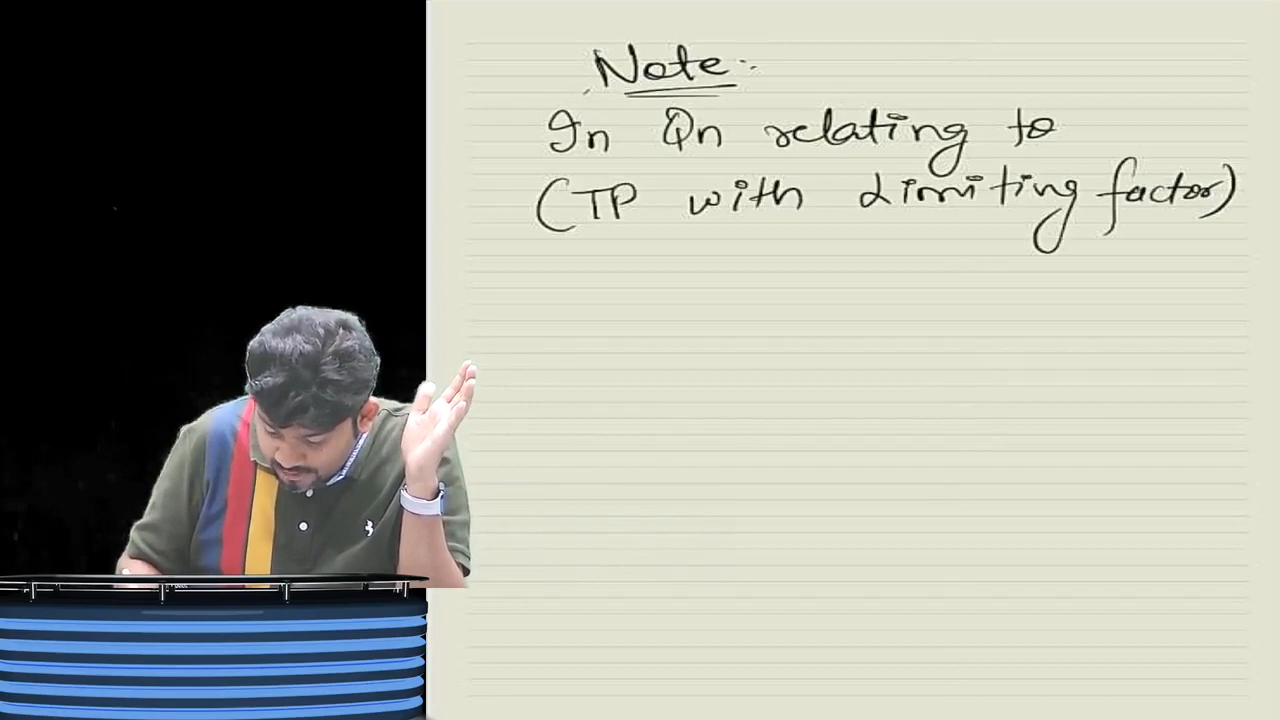 Note:
In Qn relating to
(TP with Limiting factor)